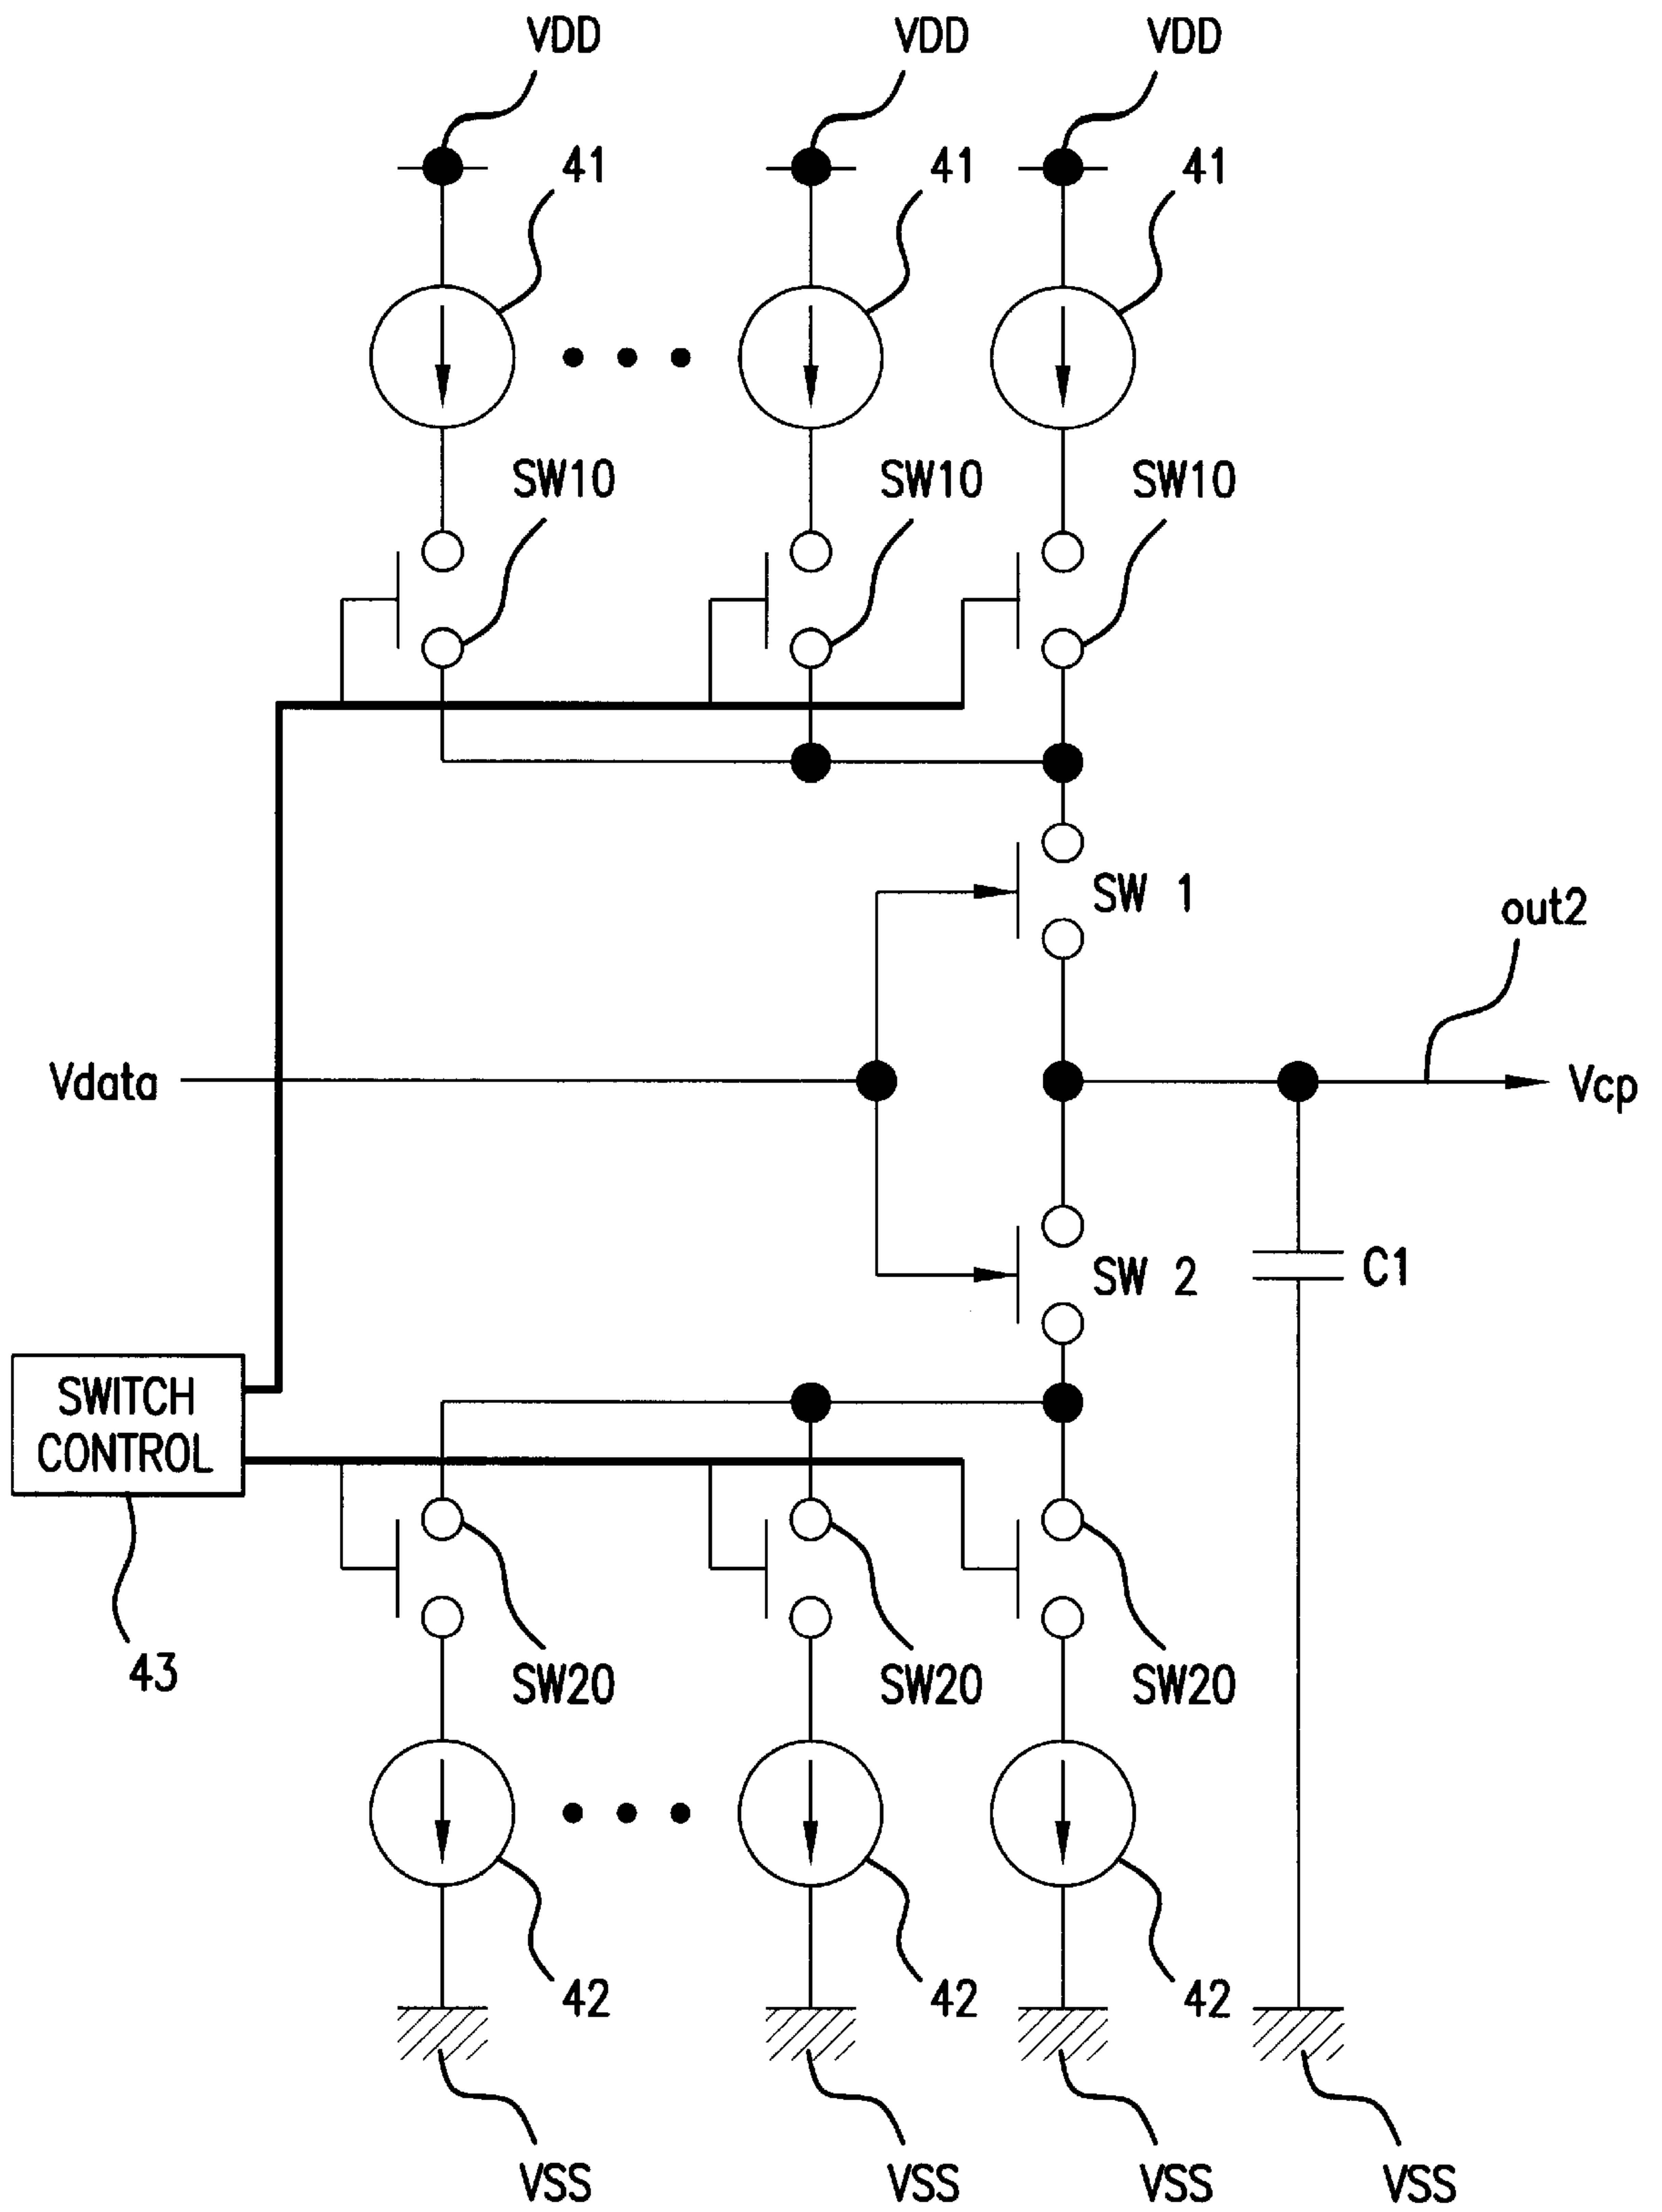 VDD VDD VDD
41 41 41
SW10 SW10 SW10
SW 1
out2
Vdata
Vcp
SW 2
C1
SWITCH
CONTROL
43
SW20 SW20 SW20
42 42 42
VSS VSS VSS VSS